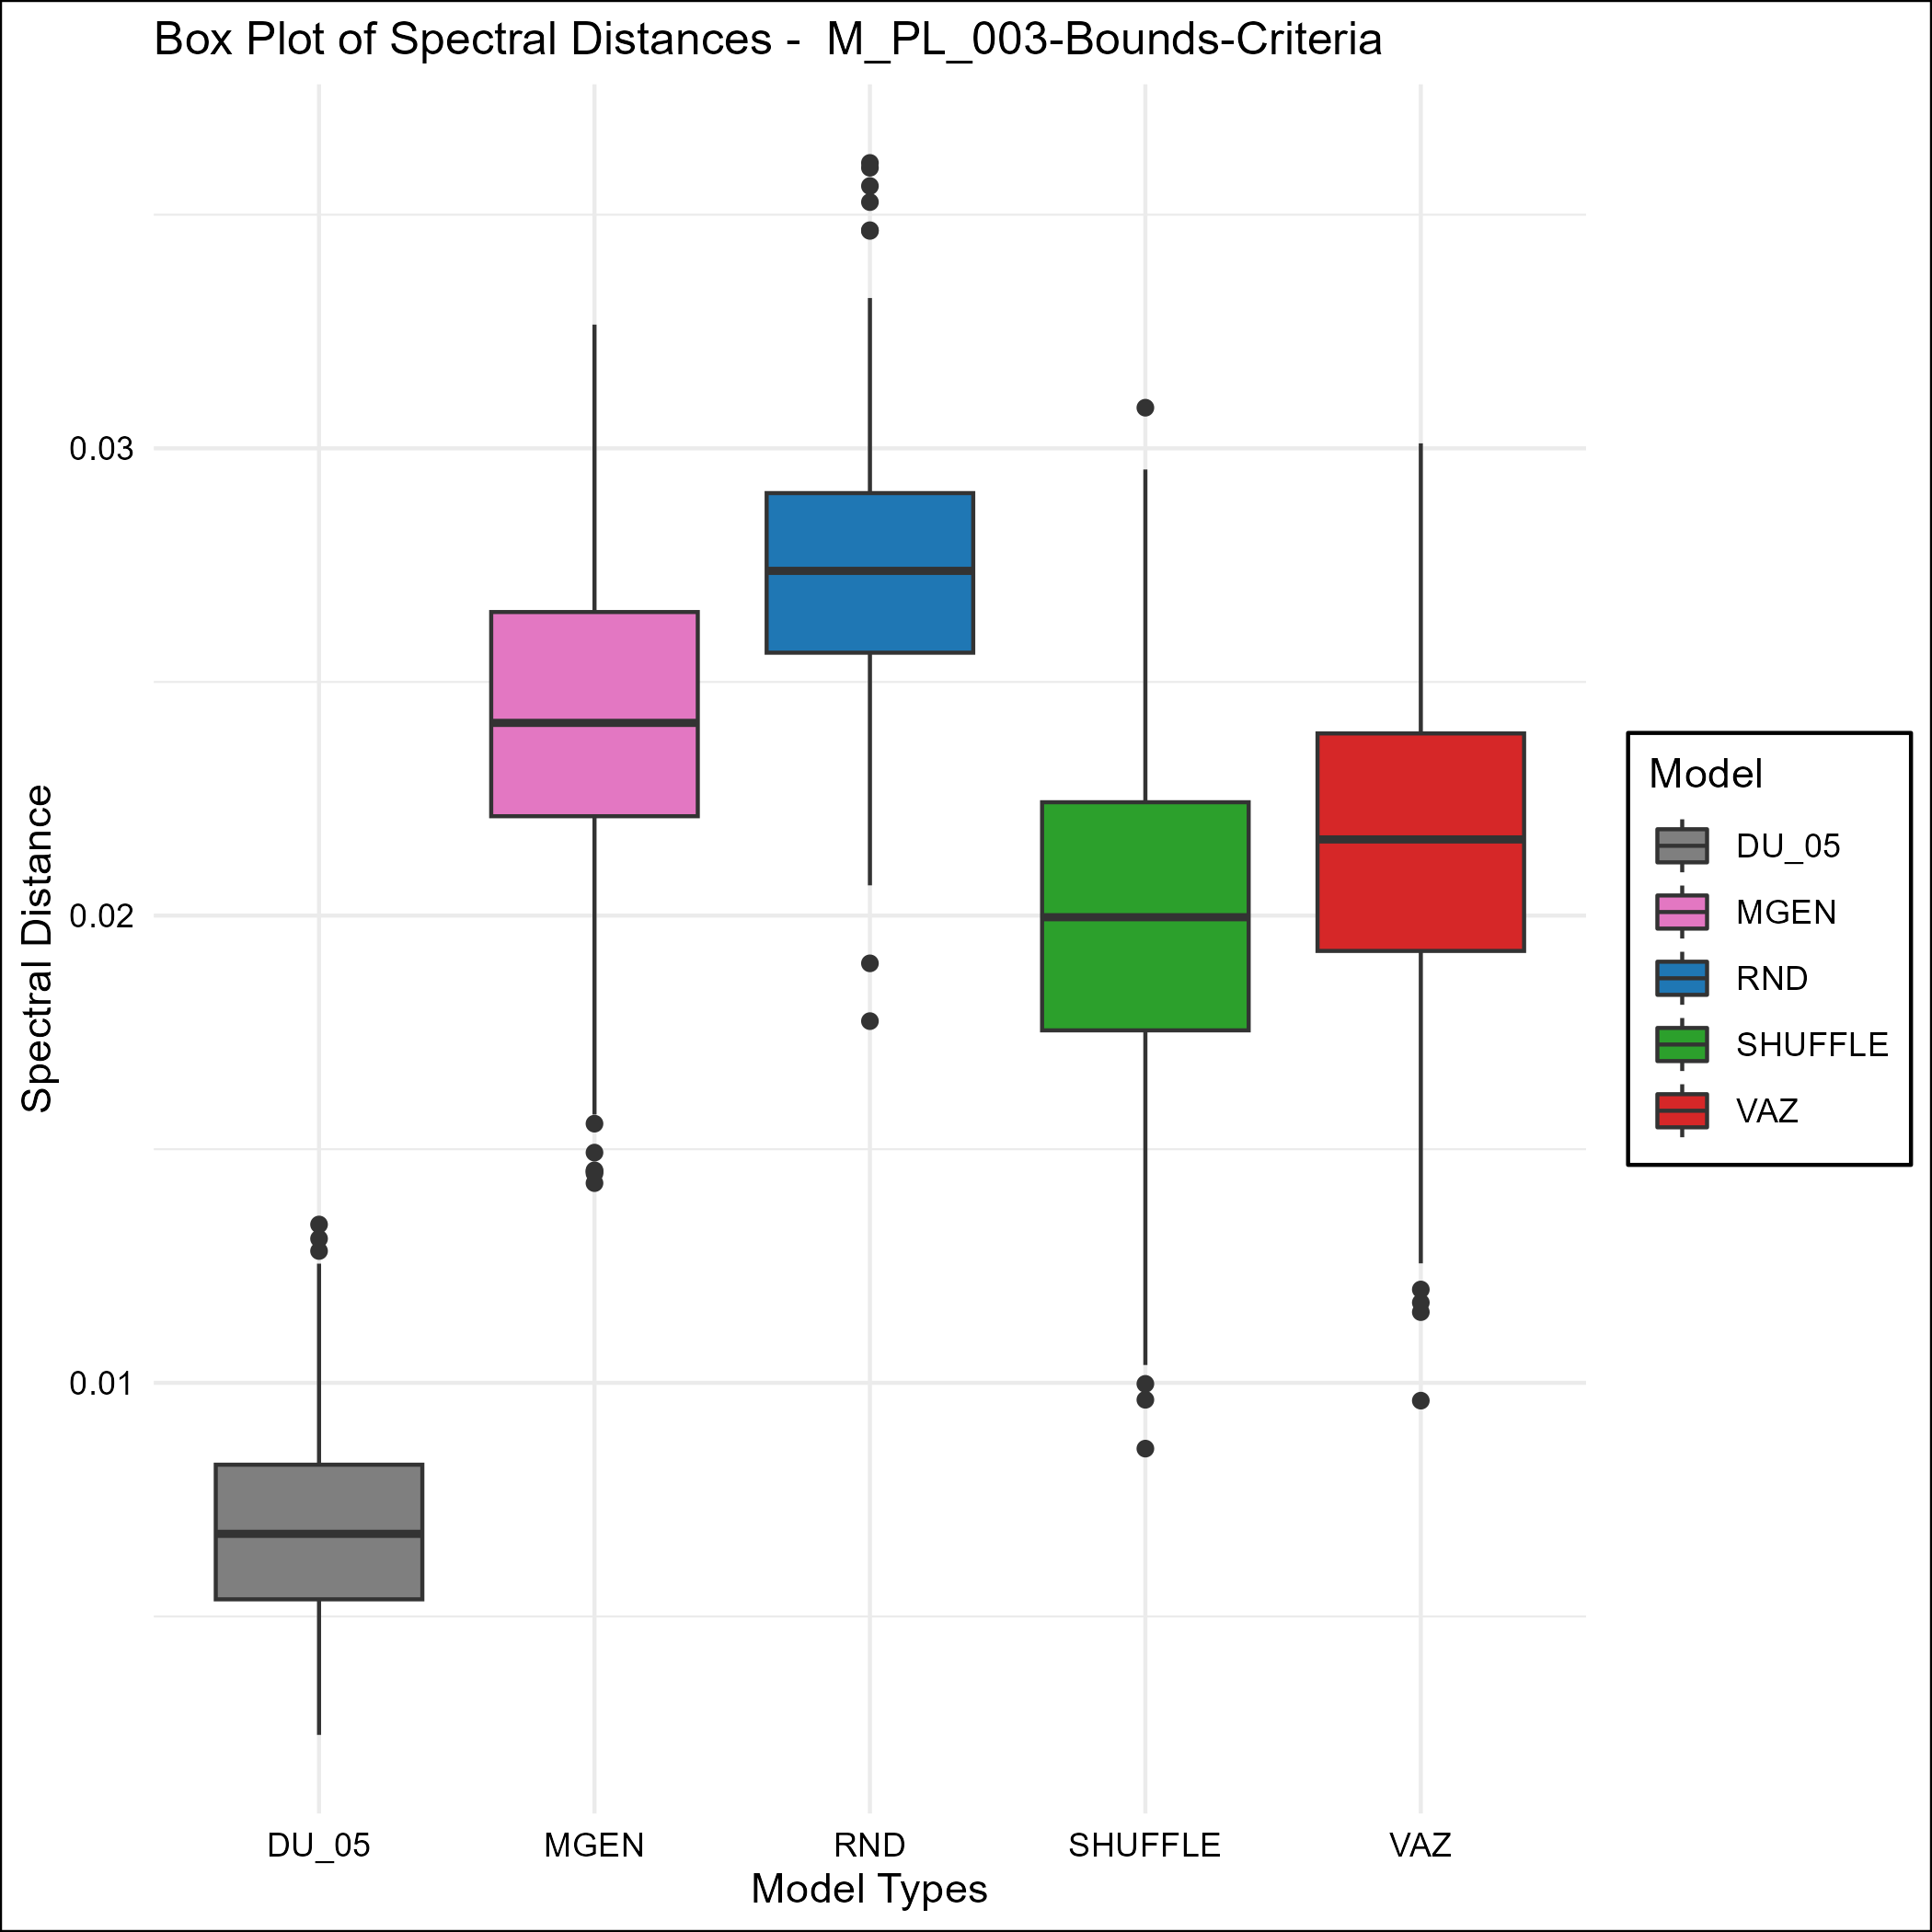 Box Plot of Spectral Distances -  M_PL_003-Bounds-Criteria
Spectral Distance
0.03
0.02
0.01
DU_05
MGEN
RND
SHUFFLE
VAZ
Model Types
Model
DU_05
MGEN
RND
SHUFFLE
VAZ